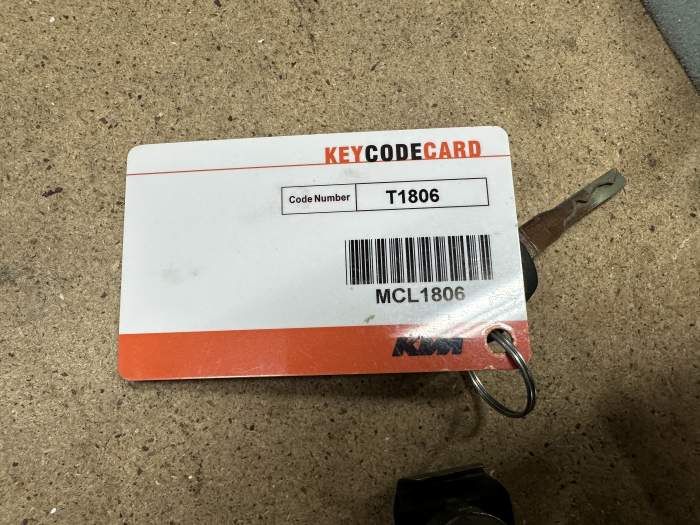 KEYCODECARD
Code Number T1806
MCL1806
KTM